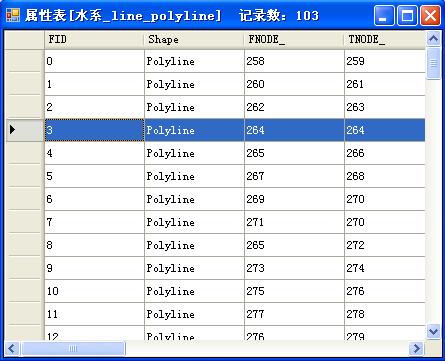 属性表[水系_line_polyline] 记录数：103
FID Shape FNODE_ TNODE_
0 Polyline 258 259
1 Polyline 260 261
2 Polyline 262 263
3 Polyline 264 264
4 Polyline 265 266
5 Polyline 267 268
6 Polyline 269 270
7 Polyline 271 270
8 Polyline 265 272
9 Polyline 273 274
10 Polyline 275 276
11 Polyline 277 278
12 Polyline 276 279